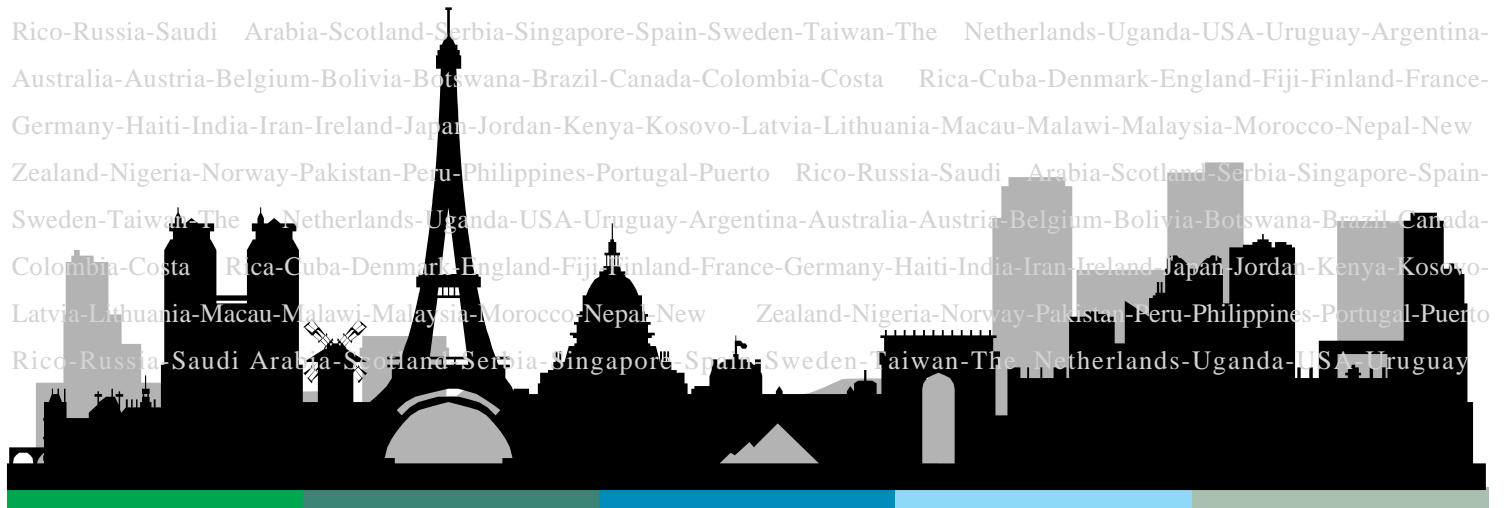 Rico-Russia-Saudi Arabia-Scotland-Serbia-Singapore-Spain-Sweden-Taiwan-The Netherlands-Uganda-USA-Uruguay-Argentina-
Australia-Austria-Belgium-Bolivia-Botswana-Brazil-Canada-Colombia-Costa Rica-Cuba-Denmark-England-Fiji-Finland-France-
Germany-Haiti-India-Iran-Ireland-Japan-Jordan-Kenya-Kosovo-Latvia-Lithuania-Macau-Malawi-Malaysia-Morocco-Nepal-New
Zealand-Nigeria-Norway-Pakistan-Peru-Philippines-Portugal-Puerto Rico-Russia-Saudi Arabia-Scotland-Serbia-Singapore-Spain-
Sweden-Taiwan-The Netherlands-Uganda-USA-Uruguay-Argentina-Australia-Austria-Belgium-Bolivia-Botswana-Brazil-Canada-
Colombia-Costa Rica-Cuba-Denmark-England-Fiji-Finland-France-Germany-Haiti-India-Iran-Ireland-Japan-Jordan-Kenya-Kosovo-
Latvia-Lithuania-Macau-Malawi-Malaysia-Morocco-Nepal-New Zealand-Nigeria-Norway-Pakistan-Peru-Philippines-Portugal-Puerto
Rico-Russia-Saudi Arabia-Scotland-Serbia-Singapore-Spain-Sweden-Taiwan-The Netherlands-Uganda-USA-Uruguay